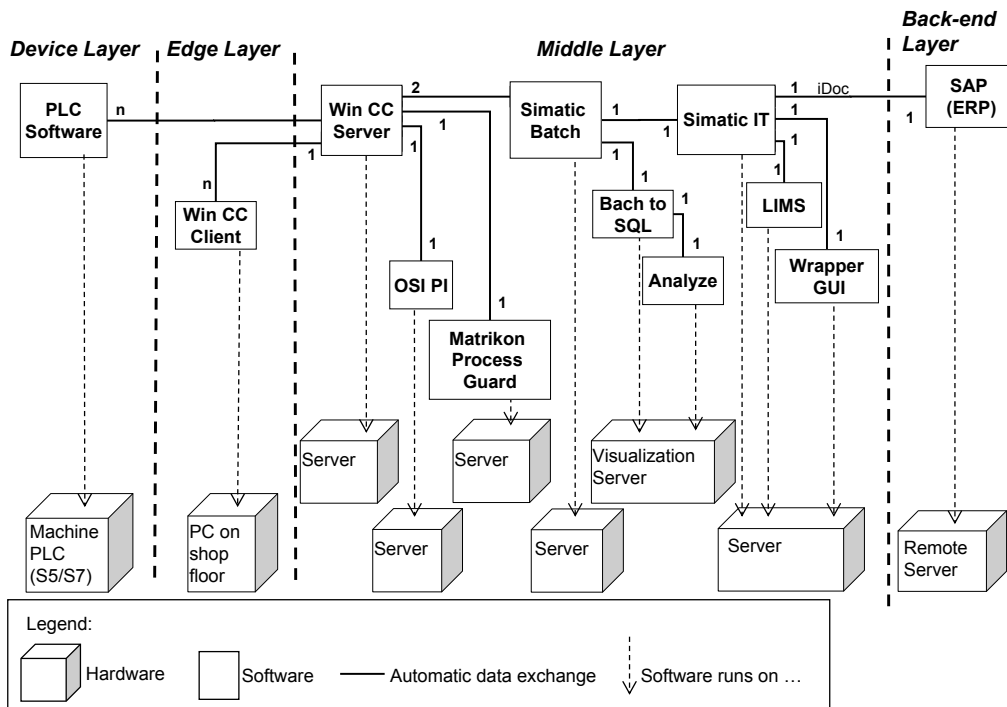 Device Layer
Edge Layer
Middle Layer
Back-end
Layer
PLC
Software
n
Win CC
Server
2
1
1
1
1
Simatic
Batch
1
1
1
Simatic IT
1
1
1
1
iDoc
1
SAP
(ERP)
n
Win CC
Client
1
OSI PI
1
Matrikon
Process
Guard
1
Bach to
SQL
1
1
Analyze
1
LIMS
1
Wrapper
GUI
Server
Server
Visualization
Server
Machine
PLC
(S5/S7)
PC on
shop
floor
Server
Server
Server
Remote
Server
Legend:
Hardware
Software
Automatic data exchange
Software runs on …